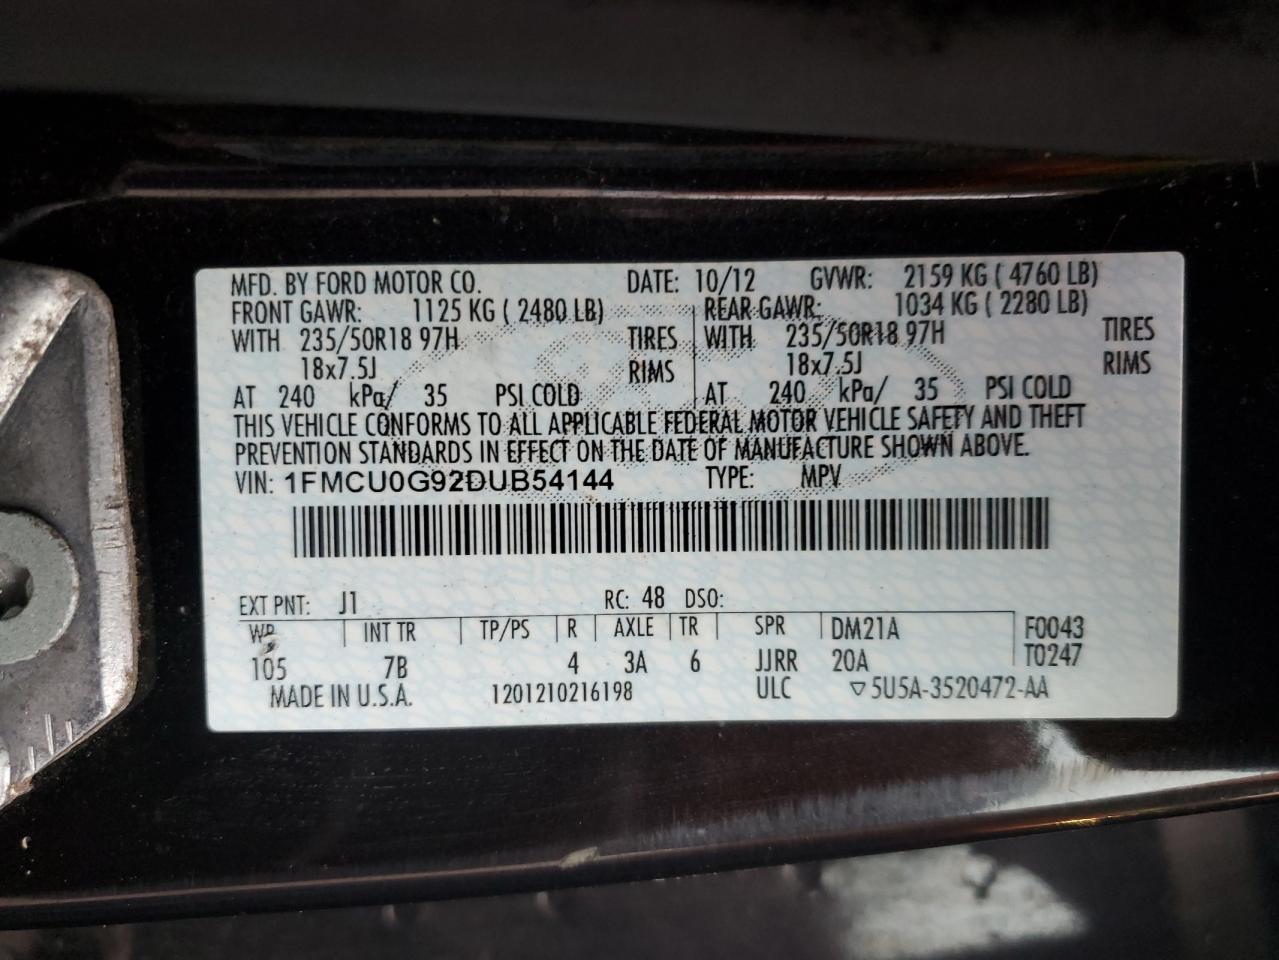 MFD. BY FORD MOTOR CO. DATE: 10/12 GVWR: 2159 KG ( 4760 LB)
FRONT GAWR: 1125 KG ( 2480 LB) REAR GAWR: 1034 KG ( 2280 LB)
WITH 235/50R18 97H TIRES WITH 235/50R18 97H TIRES
18x7.5J RIMS 18x7.5J RIMS
AT 240 kPa/ 35 PSI COLD AT 240 kPa/ 35 PSI COLD
THIS VEHICLE CONFORMS TO ALL APPLICABLE FEDERAL MOTOR VEHICLE SAFETY AND THEFT
PREVENTION STANDARDS IN EFFECT ON THE DATE OF MANUFACTURE SHOWN ABOVE.
VIN: 1FMCU0G92DUB54144 TYPE: MPV
EXT PNT: J1 RC: 48 DSO:
WB INT TR TP/PS R AXLE TR SPR DM21A F0043
105 7B 4 3A 6 JJRR 20A T0247
MADE IN U.S.A. 1201210216198 ULC ▽5U5A-3520472-AA